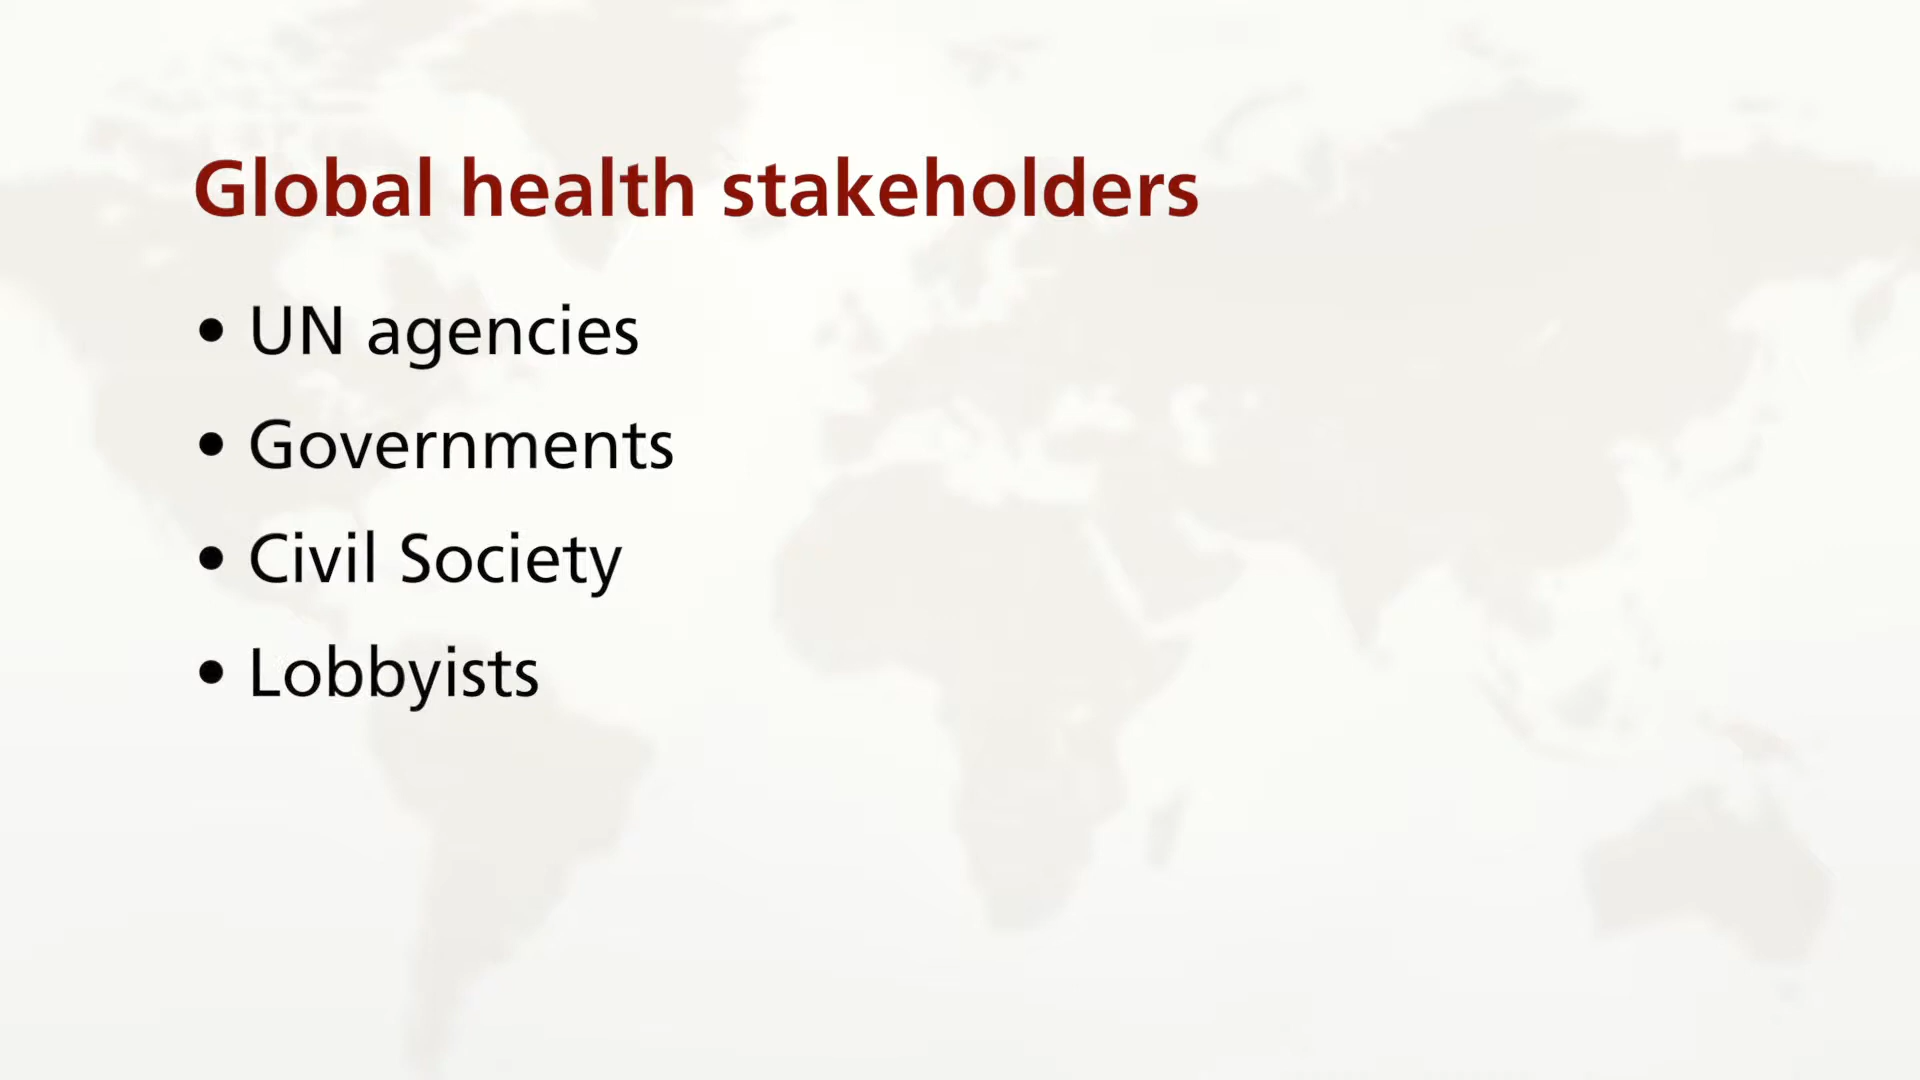 Global health stakeholders
• UN agencies
• Governments
• Civil Society
• Lobbyists